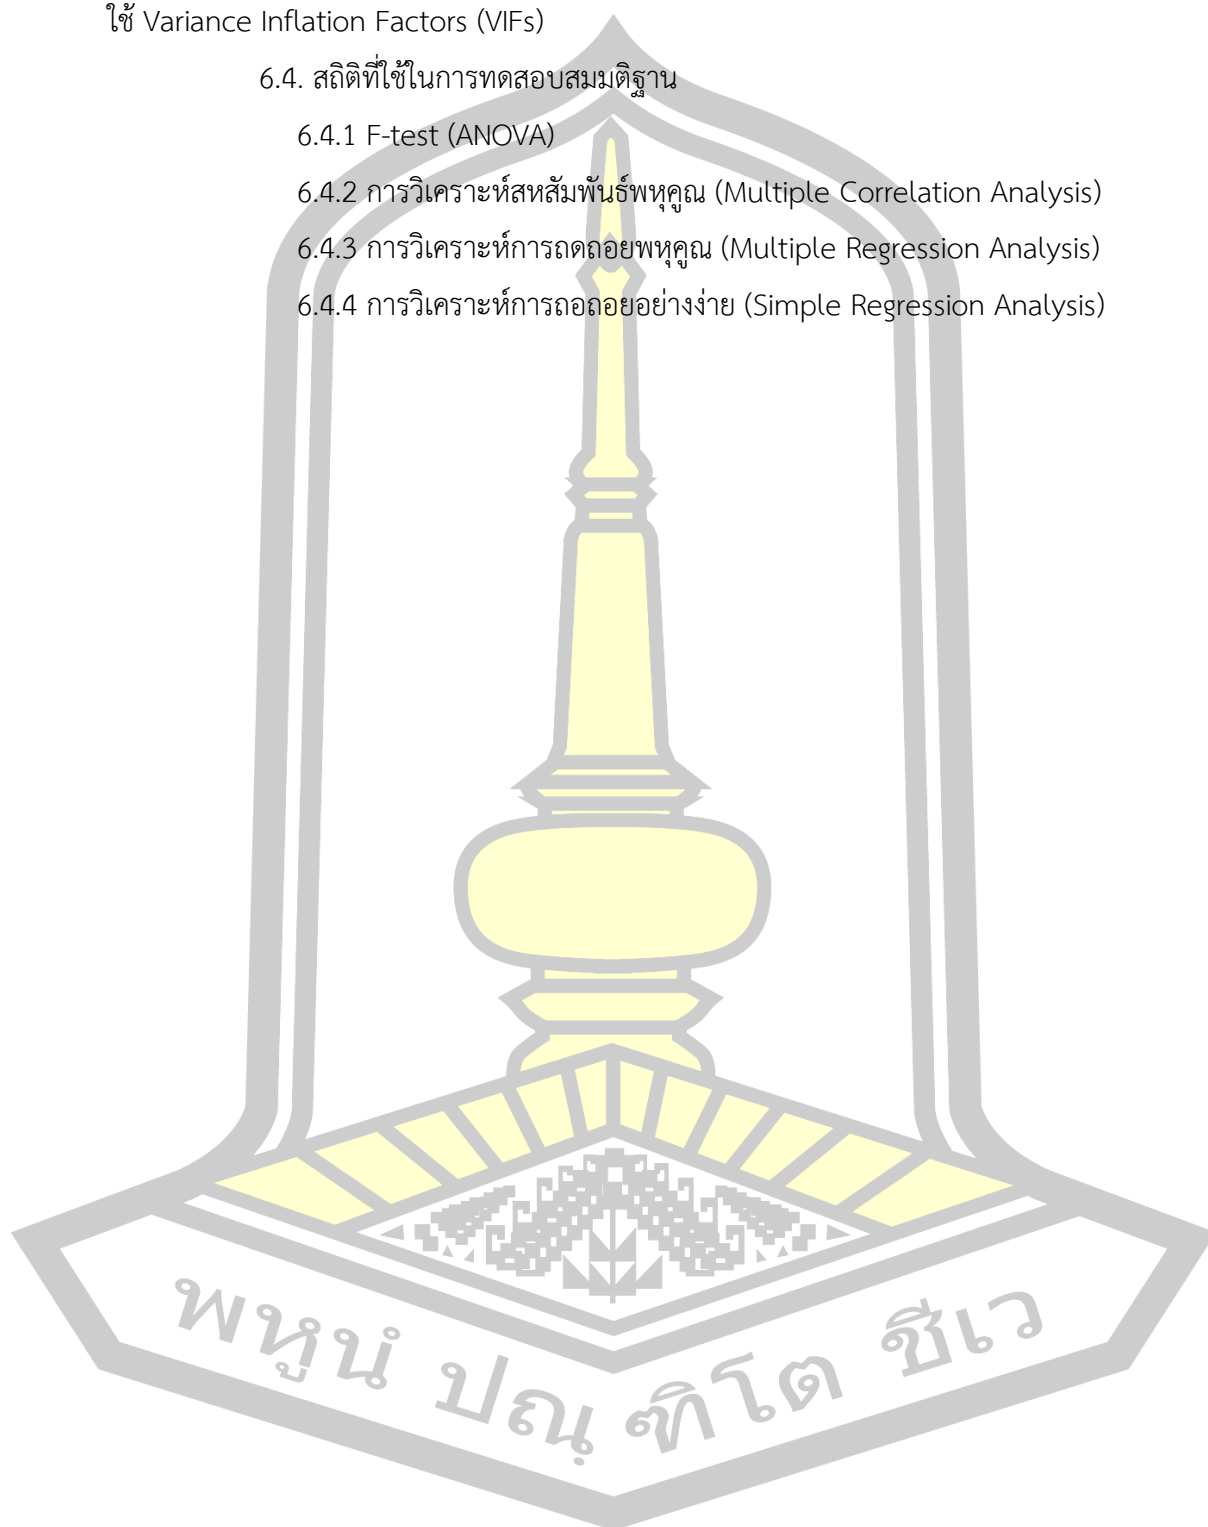 ใช้ Variance Inflation Factors (VIFs)
6.4. สถิติที่ใช้ในการทดสอบสมมติฐาน
6.4.1 F-test (ANOVA)
6.4.2 การวิเคราะห์สหสัมพันธ์พหุคูณ (Multiple Correlation Analysis)
6.4.3 การวิเคราะห์การถดถอยพหุคูณ (Multiple Regression Analysis)
6.4.4 การวิเคราะห์การถอถอยอย่างง่าย (Simple Regression Analysis)
พหูนํ ปณฺฑิโต ชีเว